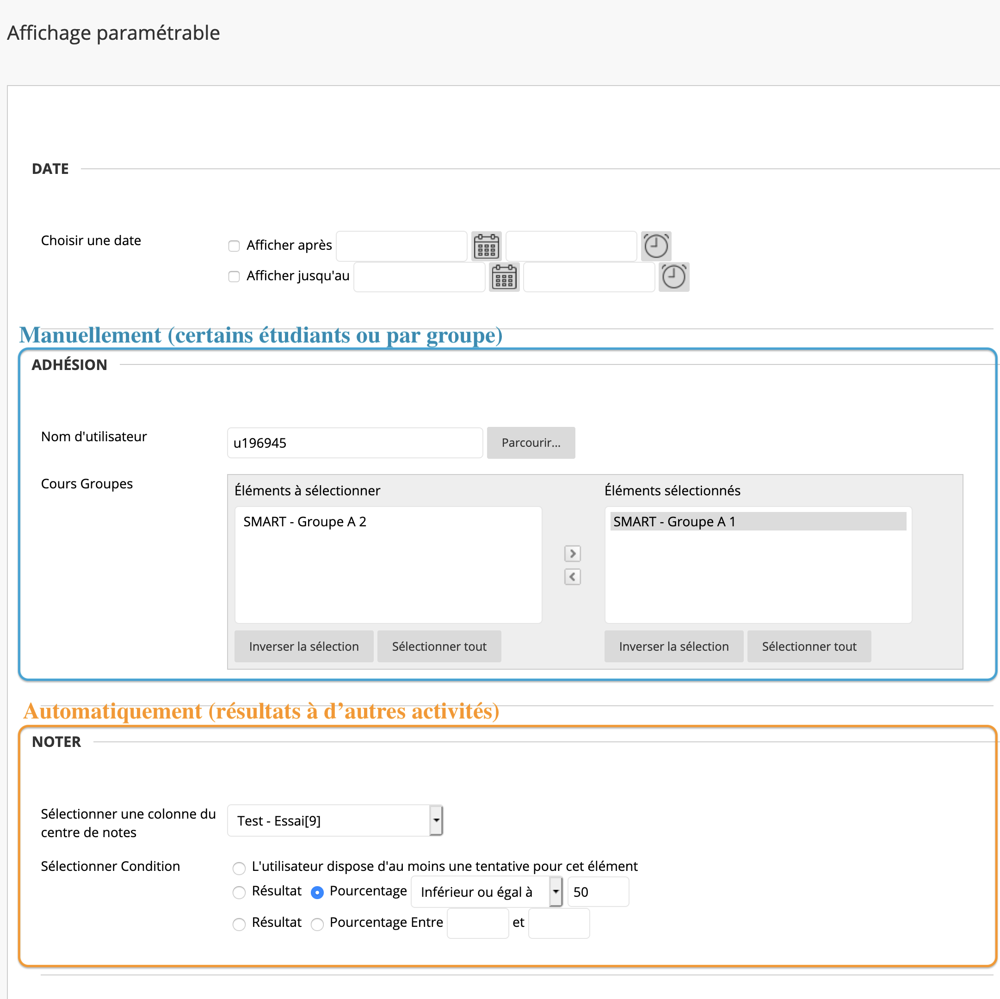 Affichage paramétrable
DATE
Choisir une date
Afficher après
Afficher jusqu'au
Manuellement (certains étudiants ou par groupe)
ADHÉSION
Nom d'utilisateur
u196945
Parcourir...
Cours Groupes
Éléments à sélectionner
Éléments sélectionnés
SMART - Groupe A 2
SMART - Groupe A 1
Inverser la sélection
Sélectionner tout
Inverser la sélection
Sélectionner tout
Automatiquement (résultats à d’autres activités)
NOTER
Sélectionner une colonne du
centre de notes
Test - Essai[9]
Sélectionner Condition
L'utilisateur dispose d'au moins une tentative pour cet élément
Résultat Pourcentage Inférieur ou égal à 50
Résultat Pourcentage Entre et